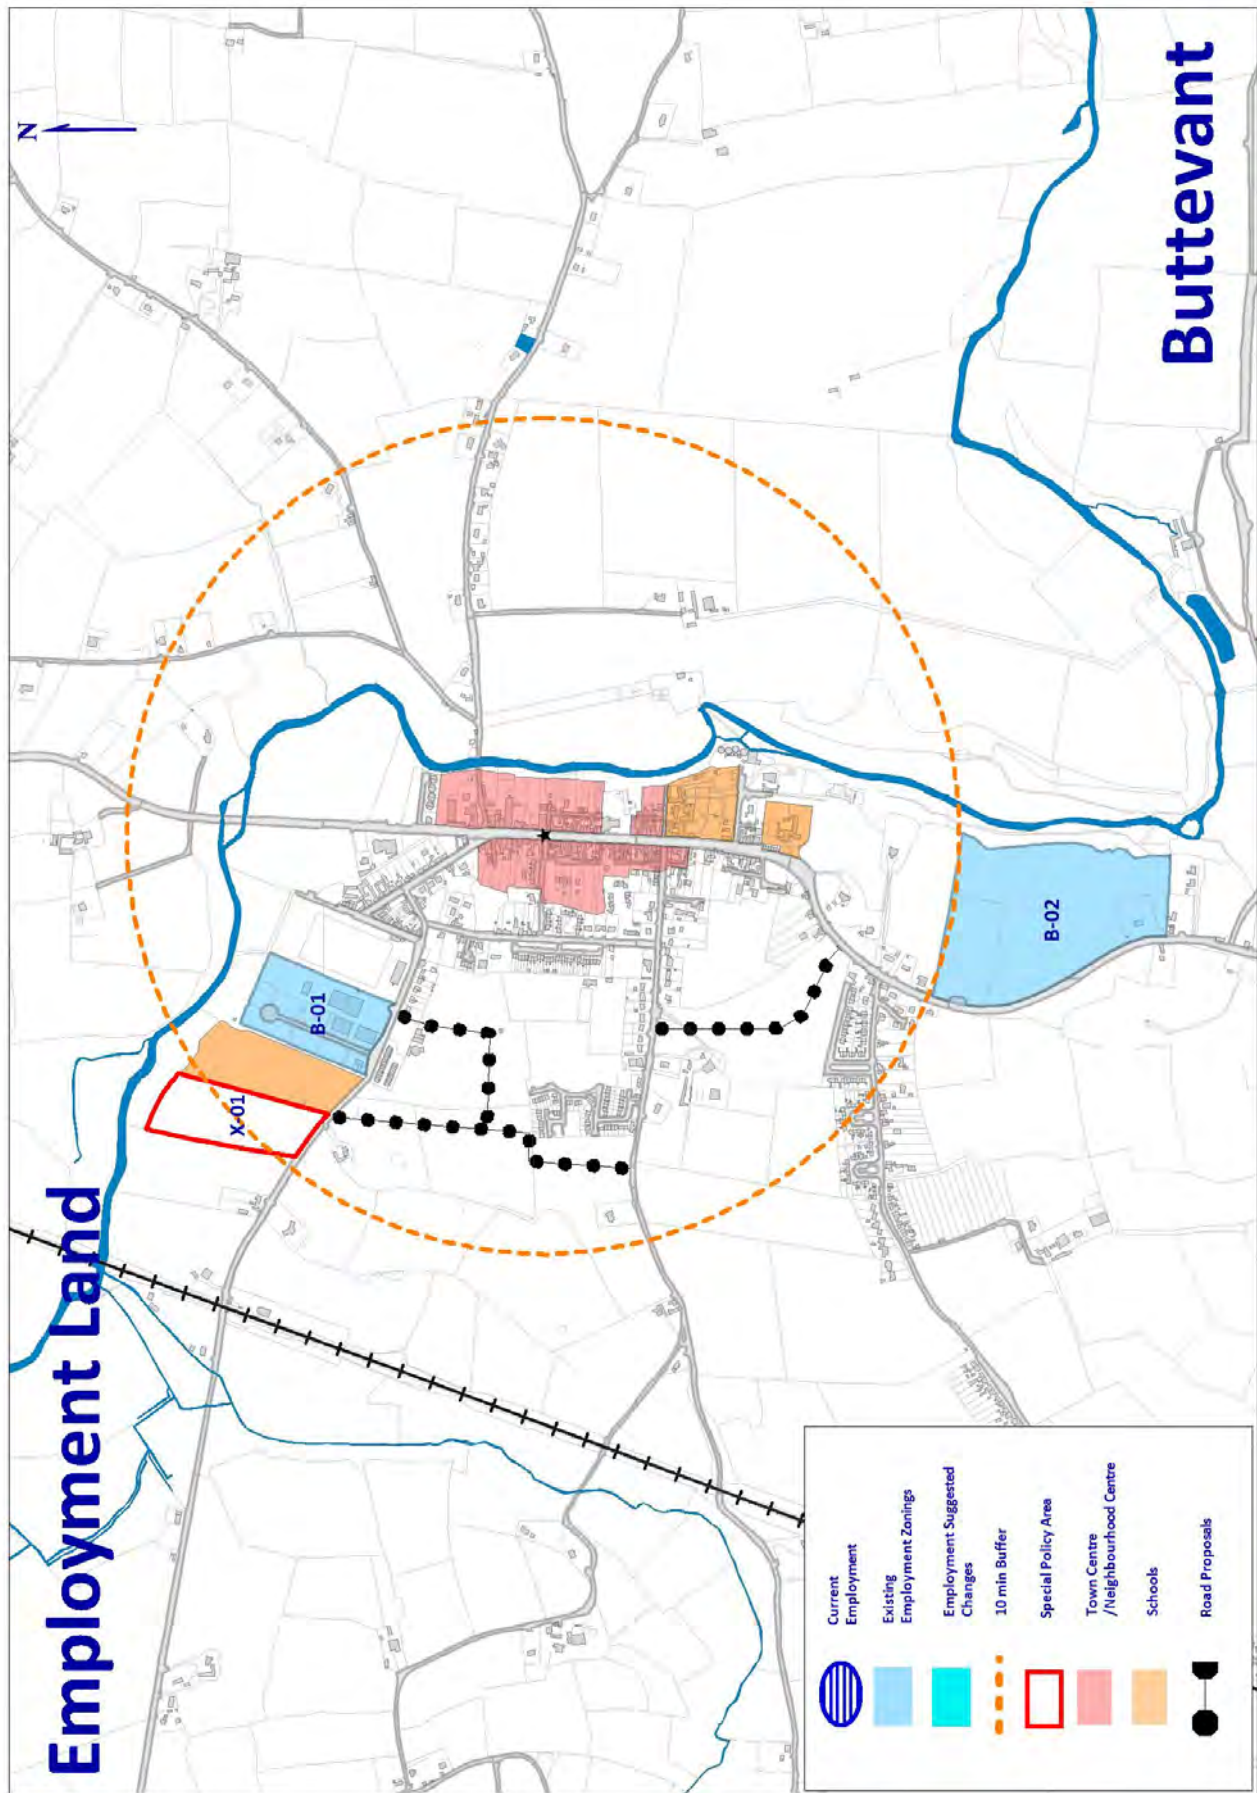 Employment Land
N
X-01
B-01
B-02
Buttevant
Current
Employment
Existing
Employment Zonings
Employment Suggested
Changes
10 min Buffer
Special Policy Area
Town Centre
/Neighbourhood Centre
Schools
Road Proposals